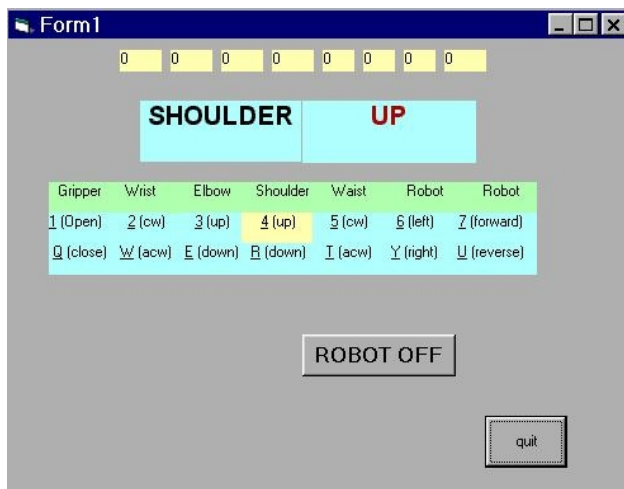 Form1
0 0 0 0 0 0 0 0
SHOULDER UP
Gripper Wrist Elbow Shoulder Waist Robot Robot
1 (Open) 2 (cw) 3 (up) 4 (up) 5 (cw) 6 (left) 7 (forward)
Q (close) W (acw) E (down) R (down) T (acw) Y (right) U (reverse)
ROBOT OFF
quit